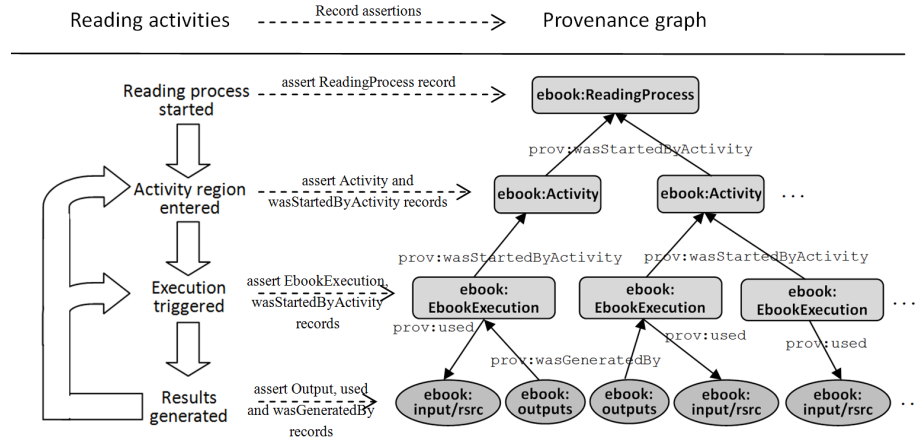 Reading activities
Record assertions
Provenance graph
Reading process
started
assert ReadingProcess record
ebook:ReadingProcess
prov:wasStartedByActivity
Activity region
entered
assert Activity and
wasStartedByActivity records
ebook:Activity
ebook:Activity
...
prov:wasStartedByActivity
prov:wasStartedByActivity
Execution
triggered
assert EbookExecution,
wasStartedByActivity
records
ebook:
EbookExecution
ebook:
EbookExecution
ebook:
EbookExecution
...
prov:used
prov:wasGeneratedBy
prov:used
prov:used
Results
generated
assert Output, used
and wasGeneratedBy
records
ebook:
input/rsrc
ebook:
outputs
ebook:
outputs
ebook:
input/rsrc
ebook:
input/rsrc
..